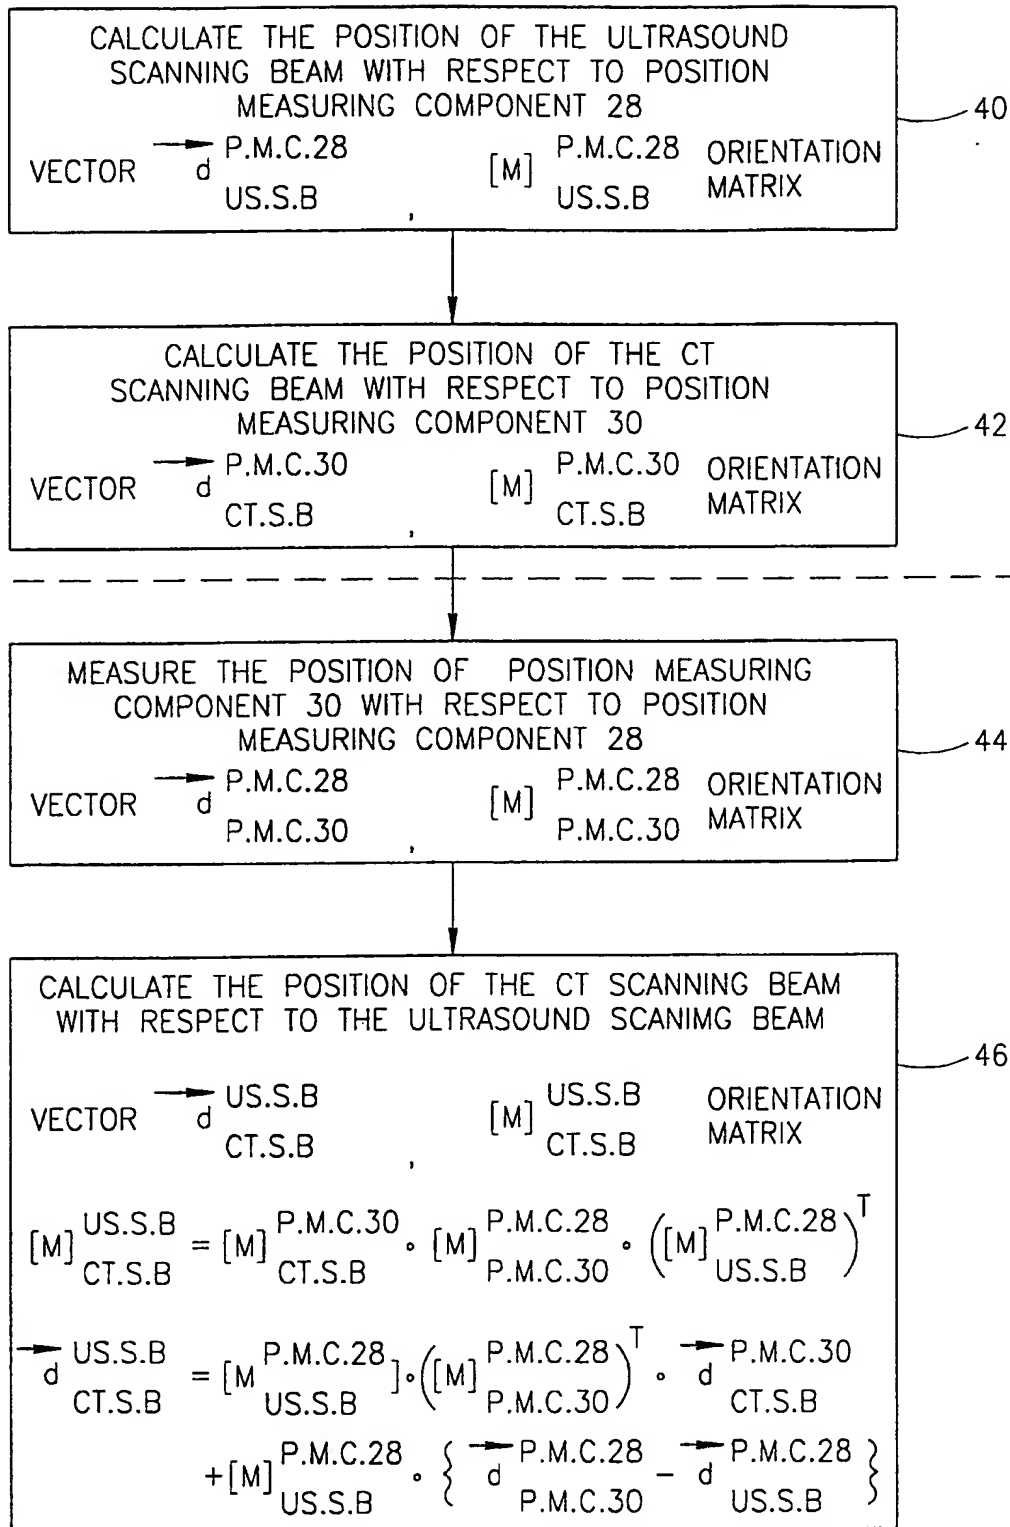 CALCULATE THE POSITION OF THE ULTRASOUND
SCANNING BEAM WITH RESPECT TO POSITION
MEASURING COMPONENT 28
VECTOR d P.M.C.28 US.S.B , [M] P.M.C.28 US.S.B ORIENTATION MATRIX
40
CALCULATE THE POSITION OF THE CT
SCANNING BEAM WITH RESPECT TO POSITION
MEASURING COMPONENT 30
VECTOR d P.M.C.30 CT.S.B , [M] P.M.C.30 CT.S.B ORIENTATION MATRIX
42
MEASURE THE POSITION OF POSITION MEASURING
COMPONENT 30 WITH RESPECT TO POSITION
MEASURING COMPONENT 28
VECTOR d P.M.C.28 P.M.C.30 , [M] P.M.C.28 P.M.C.30 ORIENTATION MATRIX
44
CALCULATE THE POSITION OF THE CT SCANNING BEAM
WITH RESPECT TO THE ULTRASOUND SCANIMG BEAM
VECTOR d US.S.B CT.S.B , [M] US.S.B CT.S.B ORIENTATION MATRIX
46
[M] US.S.B CT.S.B = [M] P.M.C.30 CT.S.B ∘ [M] P.M.C.28 P.M.C.30 ∘ ([M] P.M.C.28 US.S.B)T
d US.S.B CT.S.B = [M P.M.C.28 US.S.B]∘([M] P.M.C.28 P.M.C.30)T ∘ d P.M.C.30 CT.S.B
+[M] P.M.C.28 US.S.B ∘ { d P.M.C.28 P.M.C.30 − d P.M.C.28 US.S.B }